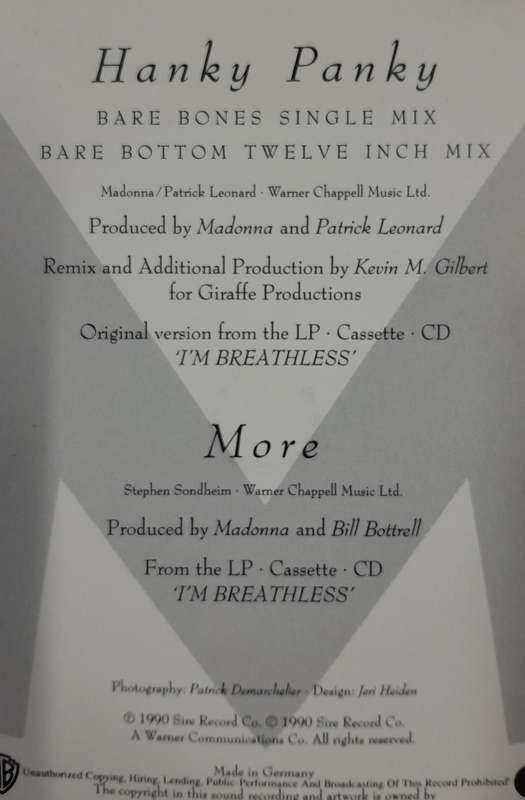 Hanky Panky
BARE BONES SINGLE MIX
BARE BOTTOM TWELVE INCH MIX
Madonna/Patrick Leonard · Warner Chappell Music Ltd.
Produced by Madonna and Patrick Leonard
Remix and Additional Production by Kevin M. Gilbert
for Giraffe Productions
Original version from the LP · Cassette · CD
'I'M BREATHLESS'
More
Stephen Sondheim · Warner Chappell Music Ltd.
Produced by Madonna and Bill Bottrell
From the LP · Cassette · CD
'I'M BREATHLESS'
Photography: Patrick Demarchelier · Design: Jeri Heiden
℗ 1990 Sire Record Co. © 1990 Sire Record Co.
A Warner Communications Co. All rights reserved.
Made in Germany
Unauthorized Copying, Hiring, Lending, Public Performance And Broadcasting Of This Record Prohibited
The copyright in this sound recording and artwork is owned by